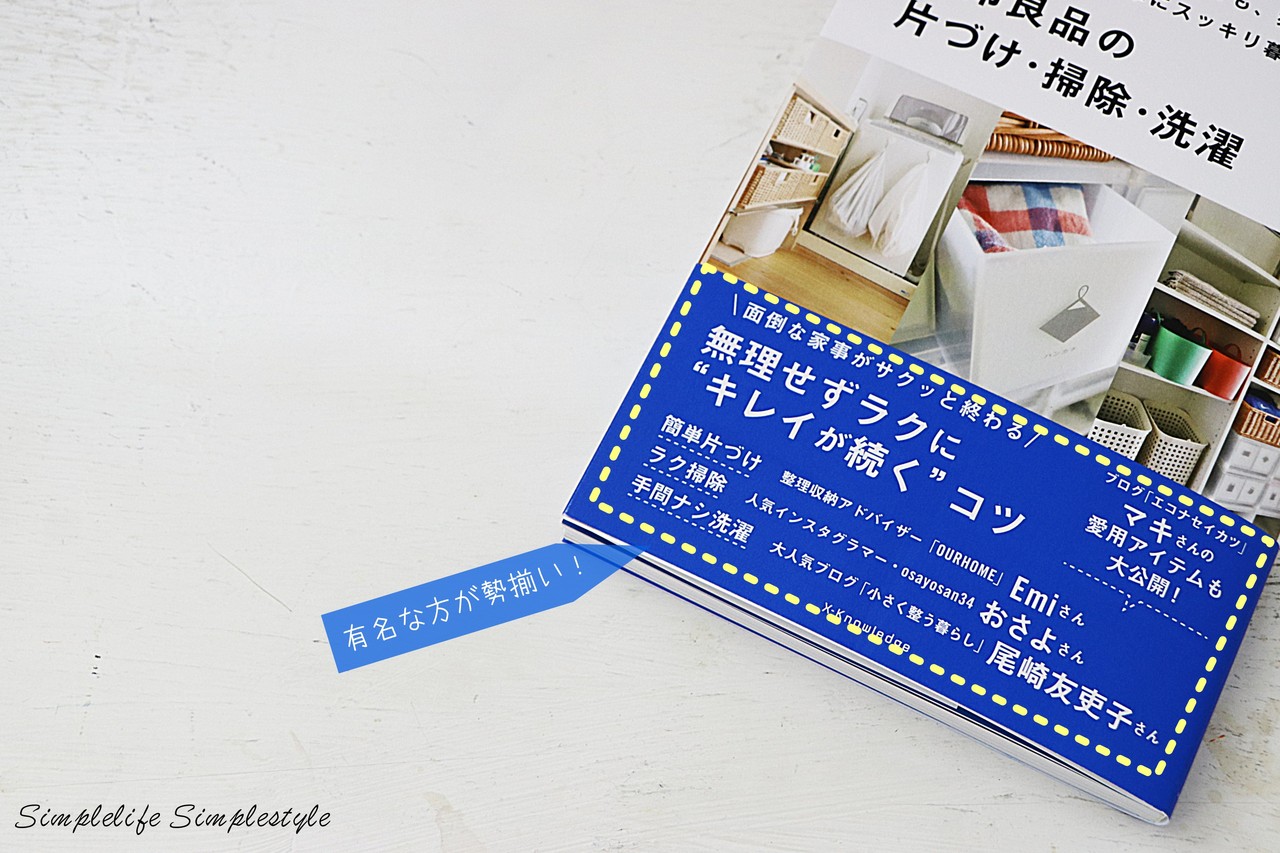 にスッキリ暮
良品の
片づけ・掃除・洗濯
ハンカチ
\面倒な家事がサクッと終わる/
無理せずラクに
“キレイが続く”コツ
簡単片づけ
ラク掃除
手間ナシ洗濯
整理収納アドバイザー「OURHOME」Emiさん
人気インスタグラマー・osayosan34 おさよさん
大人気ブログ「小さく整う暮らし」尾崎友吏子さん
ブログ「エコナセイカツ」
マキさんの
愛用アイテムも
大公開！
X-Knowledge
有名な方が勢揃い！
Simplelife Simplestyle